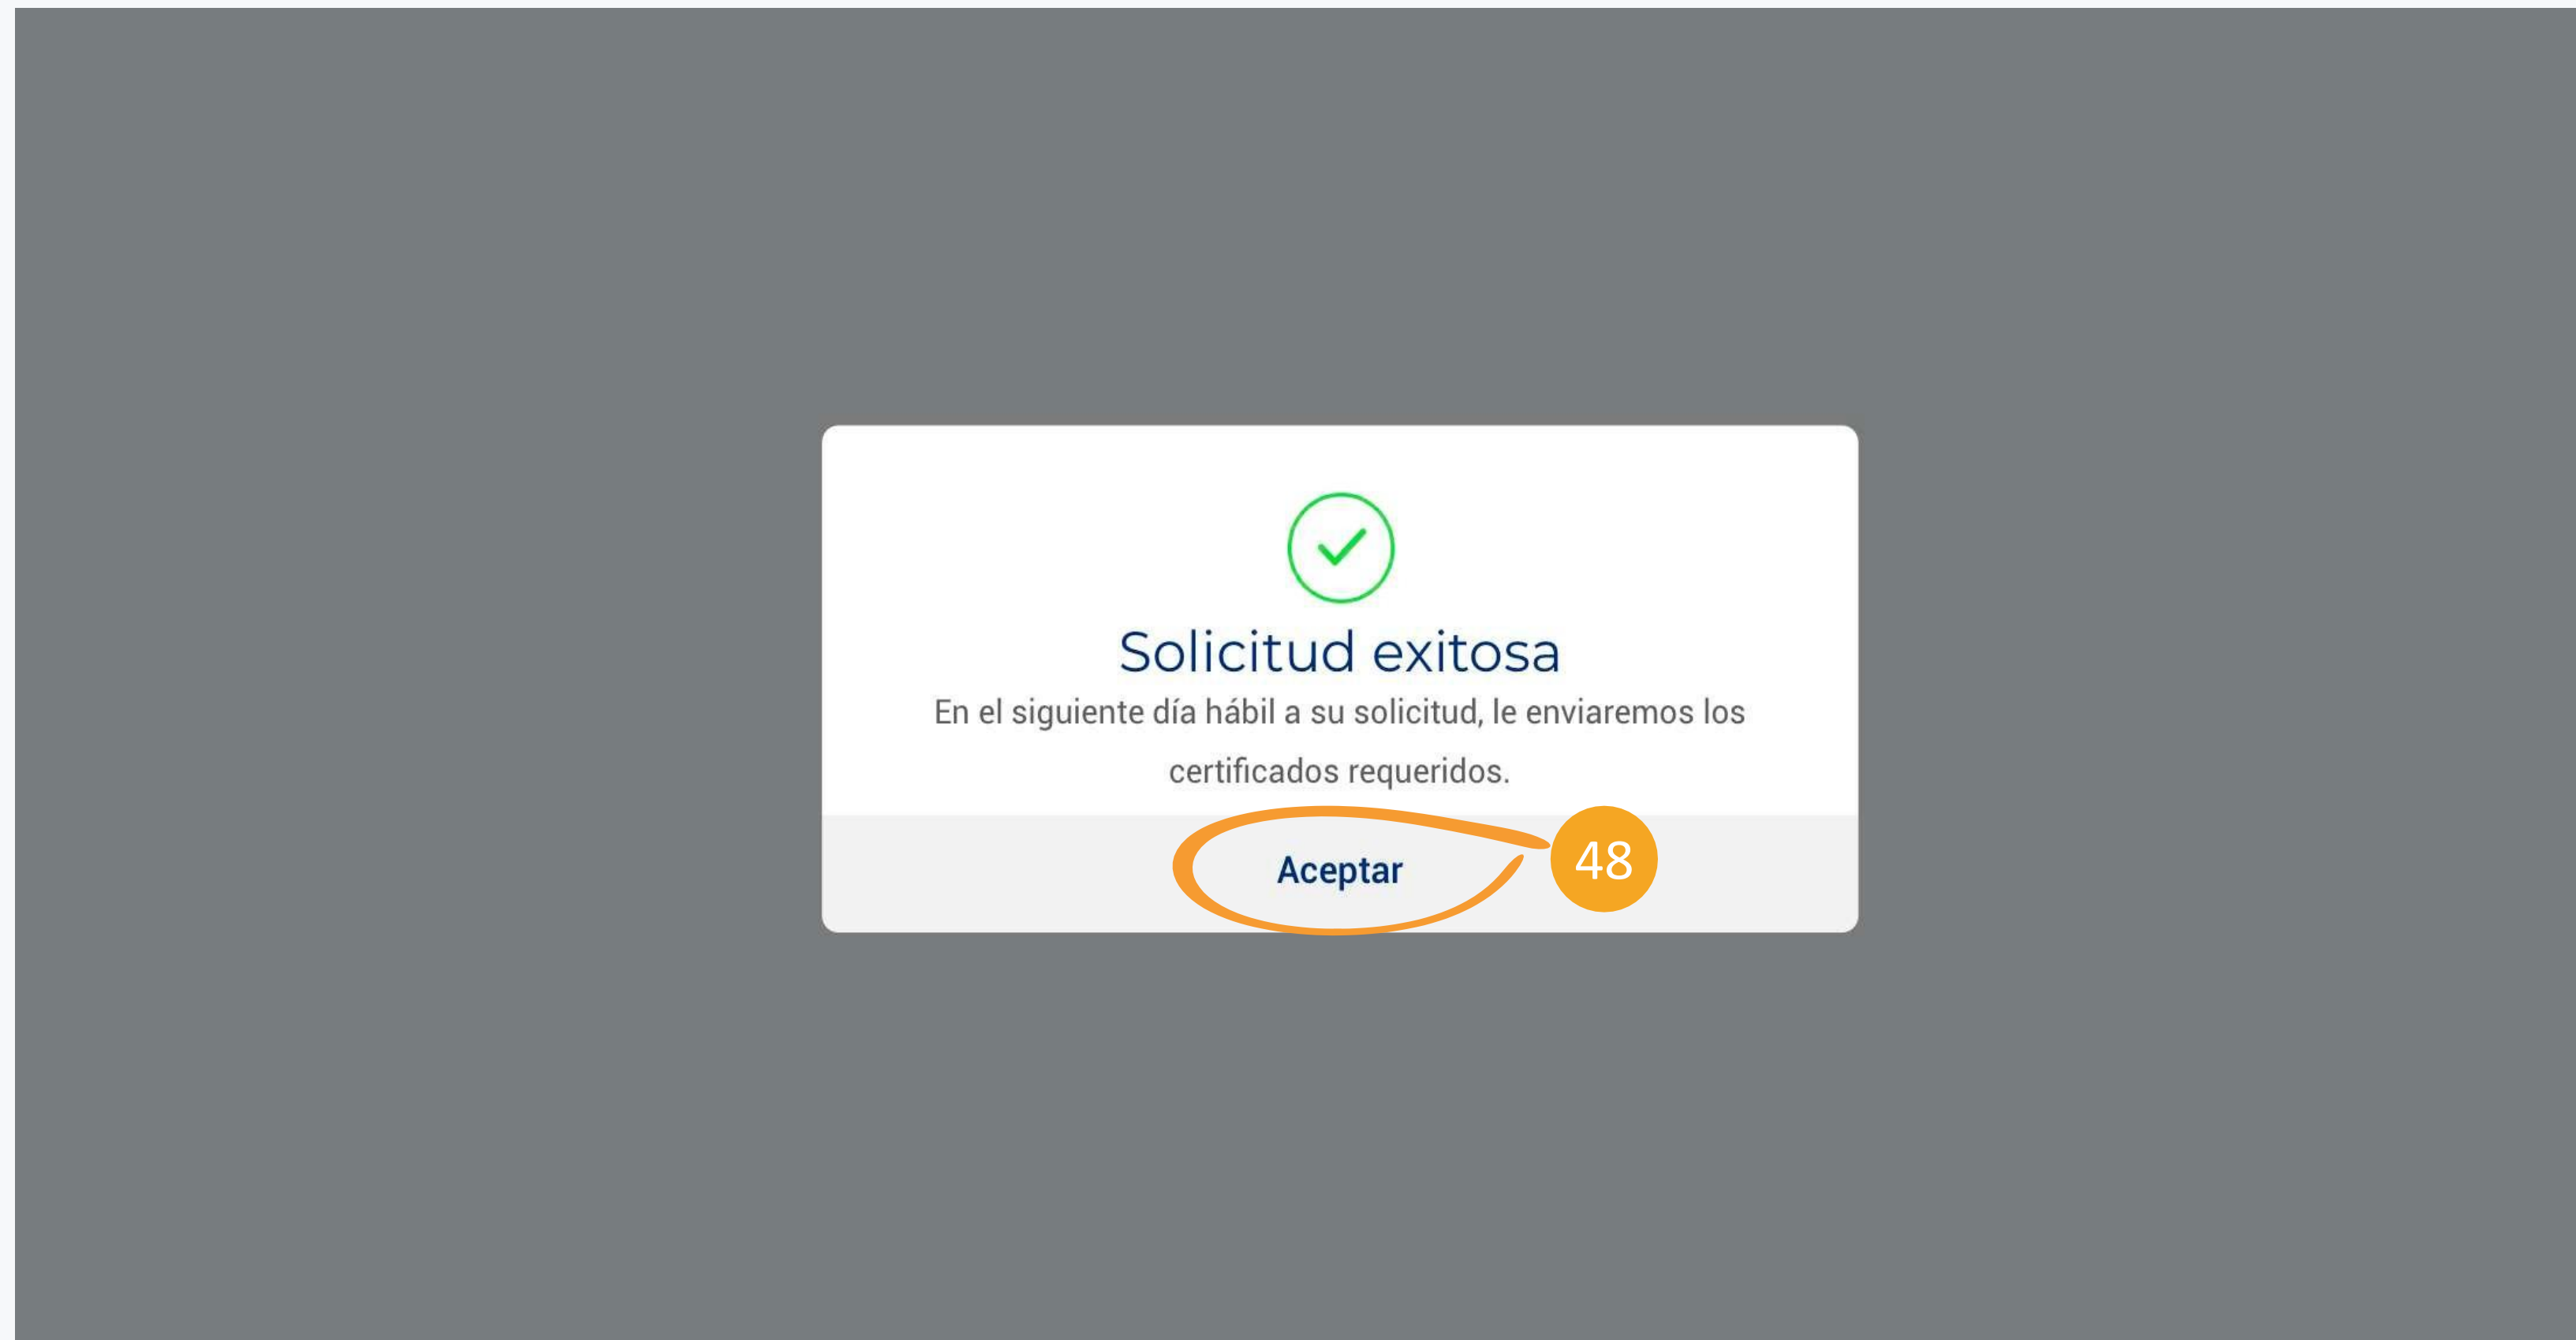 Solicitud exitosa
En el siguiente día hábil a su solicitud, le enviaremos los
certificados requeridos.
Aceptar
48